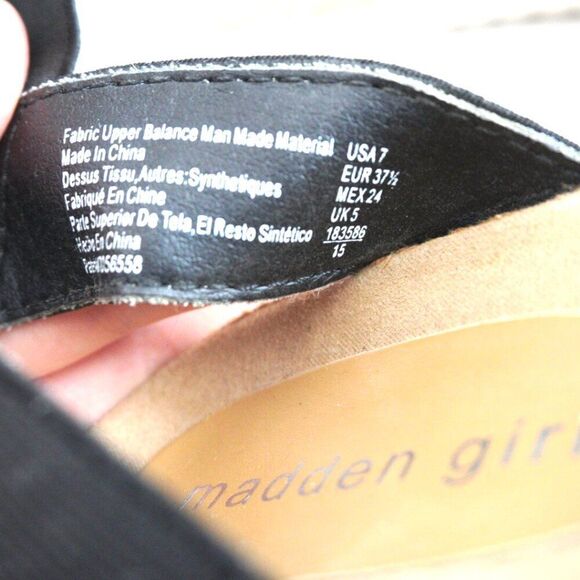 Fabric Upper Balance Man Made Material
Made In China
Dessus Tissu,Autres:Synthetiques
Fabriqué En China
Parte Superior De Tela,El Resto Sintético
Hecho En China
USA 7
EUR 37½
MEX 24
UK 5
183586
15
madden girl